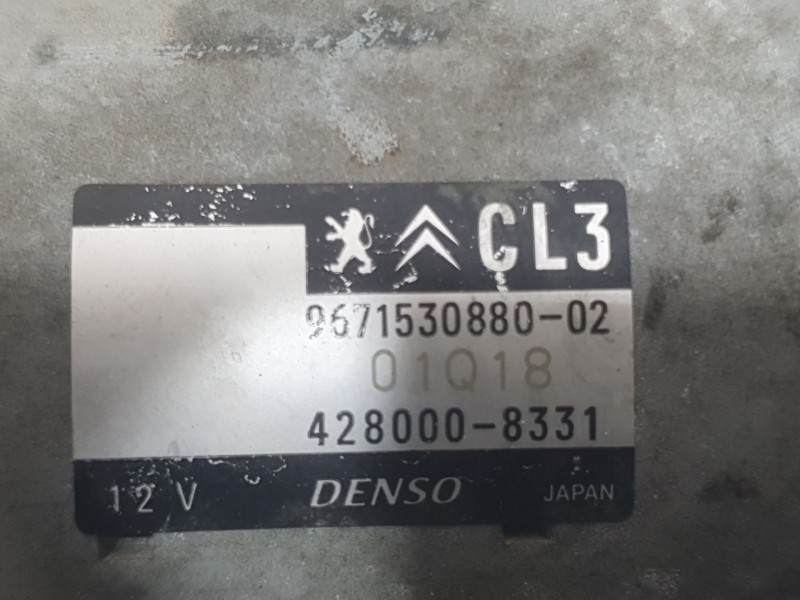 CL3
9671530880-02
01Q18
428000-8331
12 V DENSO JAPAN